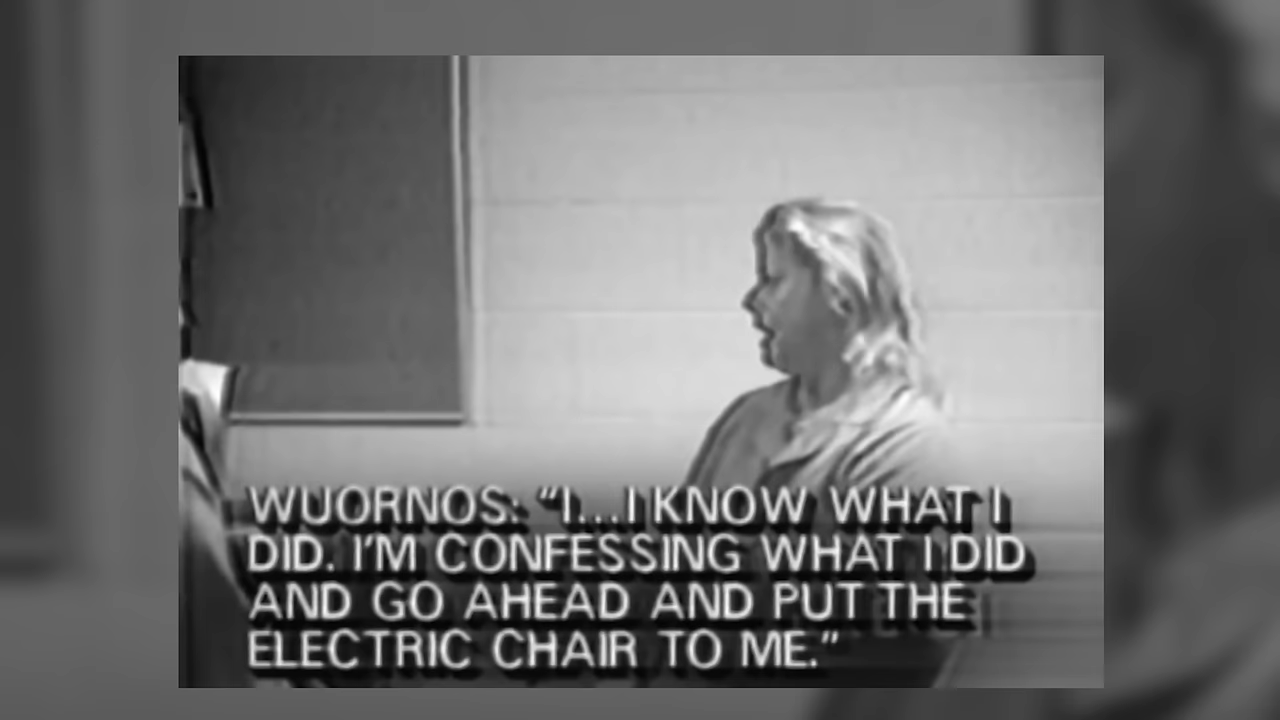 WUORNOS: “I...I KNOW WHAT I
DID. I’M CONFESSING WHAT I DID
AND GO AHEAD AND PUT THE
ELECTRIC CHAIR TO ME.”